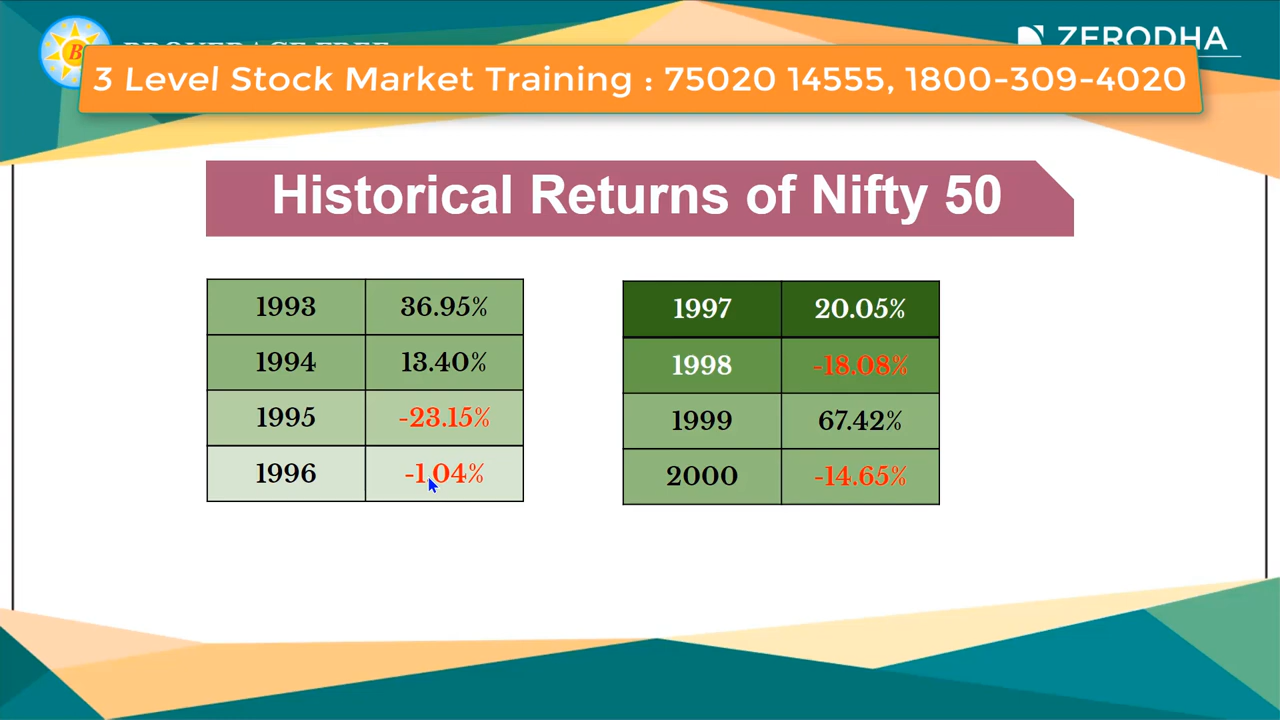 ZERODHA
3 Level Stock Market Training : 75020 14555, 1800-309-4020
Historical Returns of Nifty 50
1993 36.95%
1994 13.40%
1995 -23.15%
1996 -1.04%
1997 20.05%
1998 -18.08%
1999 67.42%
2000 -14.65%